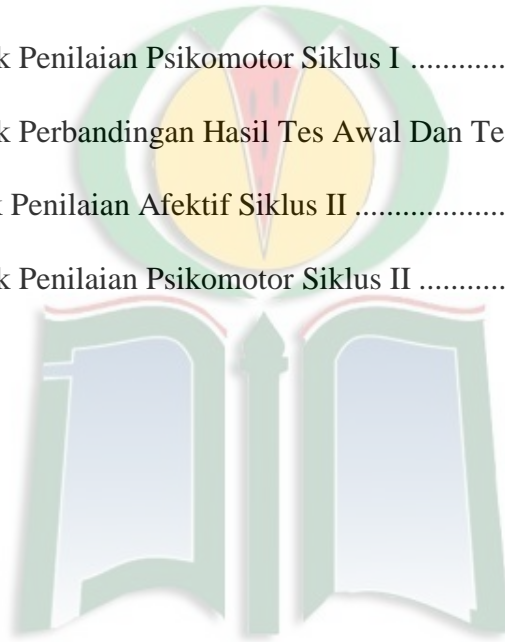 k Penilaian Psikomotor Siklus I ............
k Perbandingan Hasil Tes Awal Dan Te
k Penilaian Afektif Siklus II ...................
k Penilaian Psikomotor Siklus II ...........